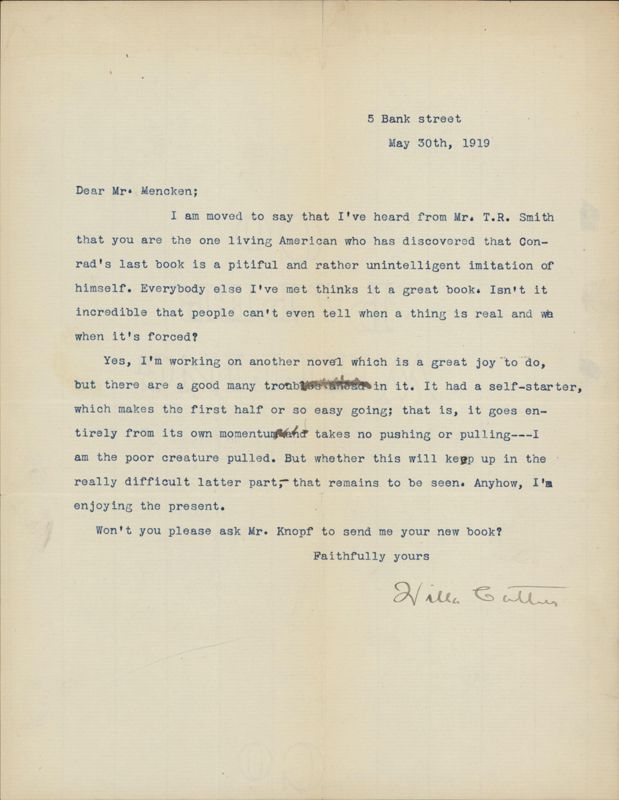 5 Bank street
May 30th, 1919
Dear Mr. Mencken;
I am moved to say that I've heard from Mr. T.R. Smith
that you are the one living American who has discovered that Con-
rad's last book is a pitiful and rather unintelligent imitation of
himself. Everybody else I've met thinks it a great book. Isn't it
incredible that people can't even tell when a thing is real and
when it's forced?
Yes, I'm working on another novel which is a great joy to do,
but there are a good many troubles ahead in it. It had a self-starter,
which makes the first half or so easy going; that is, it goes en-
tirely from its own momentum and takes no pushing or pulling---I
am the poor creature pulled. But whether this will keep up in the
really difficult latter part, that remains to be seen. Anyhow, I'm
enjoying the present.
Won't you please ask Mr. Knopf to send me your new book?
Faithfully yours
Willa Cather